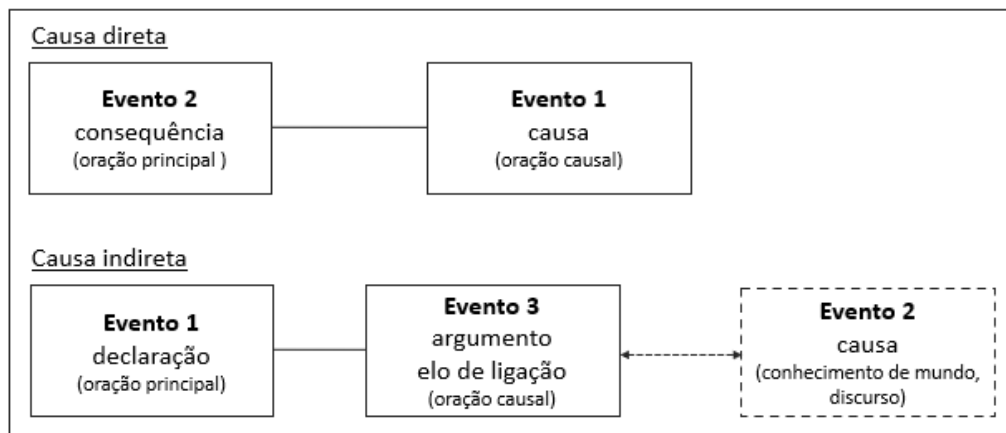 Causa direta
Evento 2
consequência
(oração principal )
Evento 1
causa
(oração causal)
Causa indireta
Evento 1
declaração
(oração principal)
Evento 3
argumento
elo de ligação
(oração causal)
Evento 2
causa
(conhecimento de mundo,
discurso)